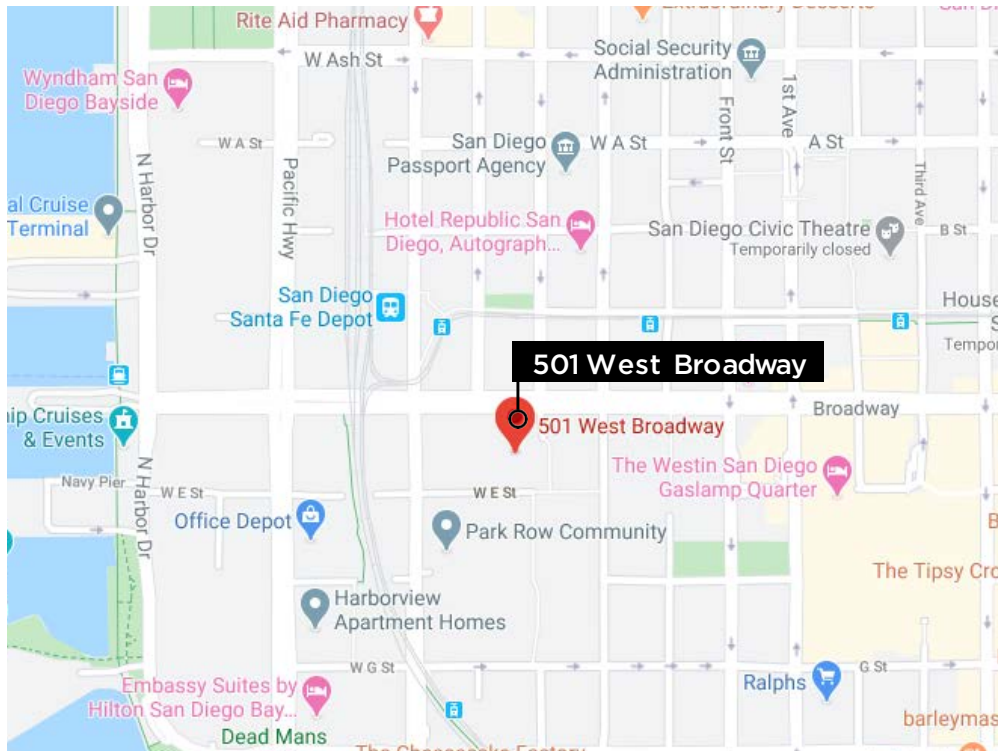 Extraordinary Desserts
Rite Aid Pharmacy
W Ash St
Social Security
Administration
Wyndham San
Diego Bayside
1st Ave
Front St
W A St
San Diego
Passport Agency
W A St
A St
N Harbor Dr
Pacific Hwy
Third Ave
al Cruise
Terminal
Hotel Republic San
Diego, Autograph...
San Diego Civic Theatre
Temporarily closed
B St
San Diego
Santa Fe Depot
House
S
Tempor
501 West Broadway
Broadway
501 West Broadway
ip Cruises
& Events
The Westin San Diego
Gaslamp Quarter
Navy Pier
N Harbor Dr
W E St
W E St
Office Depot
Park Row Community
B
The Tipsy Cro
Harborview
Apartment Homes
W G St
G St
Ralphs
Embassy Suites by
Hilton San Diego Bay...
Dead Mans
barleymas
The Cheesecake Factory